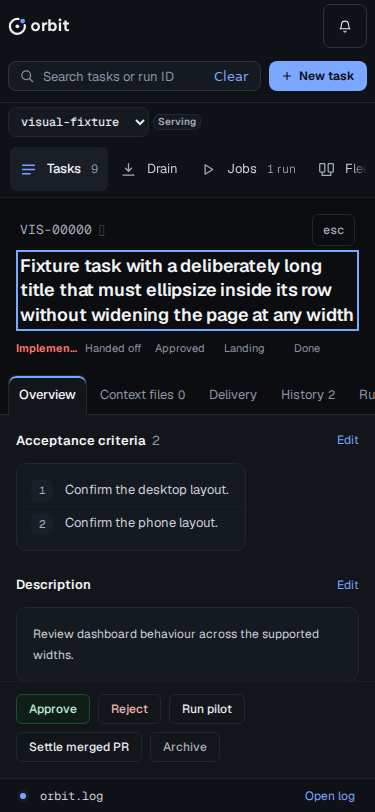 orbit
Search tasks or run ID Clear
+ New task
visual-fixture Serving
Tasks 9 Drain Jobs 1 run
VIS-00000 esc
Fixture task with a deliberately long
title that must ellipsize inside its row
without widening the page at any width
Implemen… Handed off Approved Landing Done
Overview Context files 0 Delivery History 2
Acceptance criteria 2 Edit
1 Confirm the desktop layout.
2 Confirm the phone layout.
Description Edit
Review dashboard behaviour across the supported
widths.
Approve Reject Run pilot
Settle merged PR Archive
orbit.log Open log